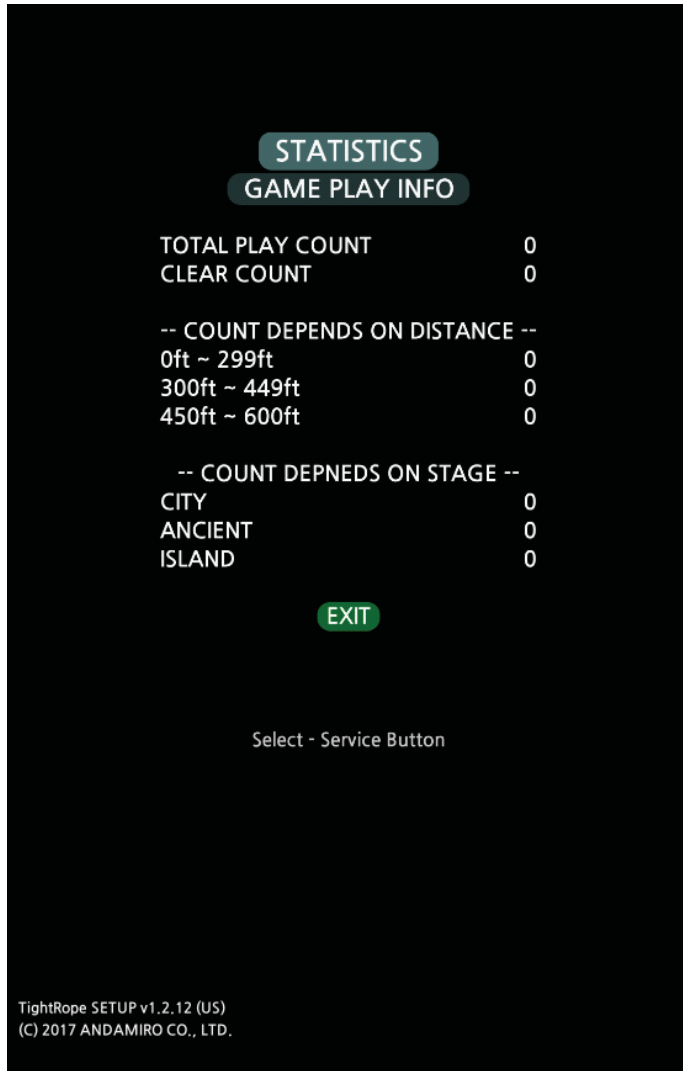 STATISTICS
GAME PLAY INFO
TOTAL PLAY COUNT 0
CLEAR COUNT 0
-- COUNT DEPENDS ON DISTANCE --
0ft ~ 299ft 0
300ft ~ 449ft 0
450ft ~ 600ft 0
-- COUNT DEPNEDS ON STAGE --
CITY 0
ANCIENT 0
ISLAND 0
EXIT
Select - Service Button
TightRope SETUP v1.2.12 (US)
(C) 2017 ANDAMIRO CO., LTD.